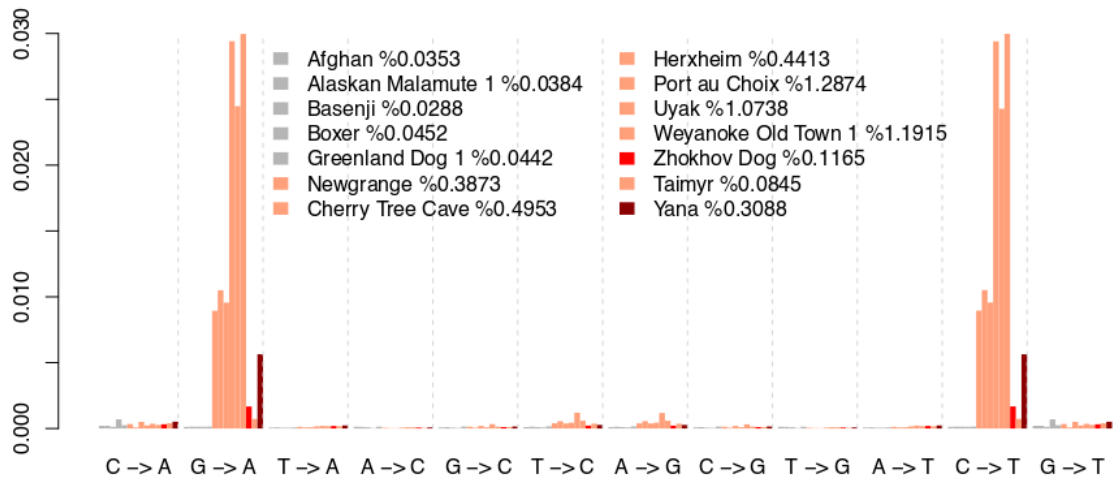 0.030
0.020
0.010
0.000
Afghan %0.0353
Alaskan Malamute 1 %0.0384
Basenji %0.0288
Boxer %0.0452
Greenland Dog 1 %0.0442
Newgrange %0.3873
Cherry Tree Cave %0.4953
Herxheim %0.4413
Port au Choix %1.2874
Uyak %1.0738
Weyanoke Old Town 1 %1.1915
Zhokhov Dog %0.1165
Taimyr %0.0845
Yana %0.3088
C −> A G −> A T −> A A −> C G −> C T −> C A −> G C −> G T −> G A −> T C −> T G −> T